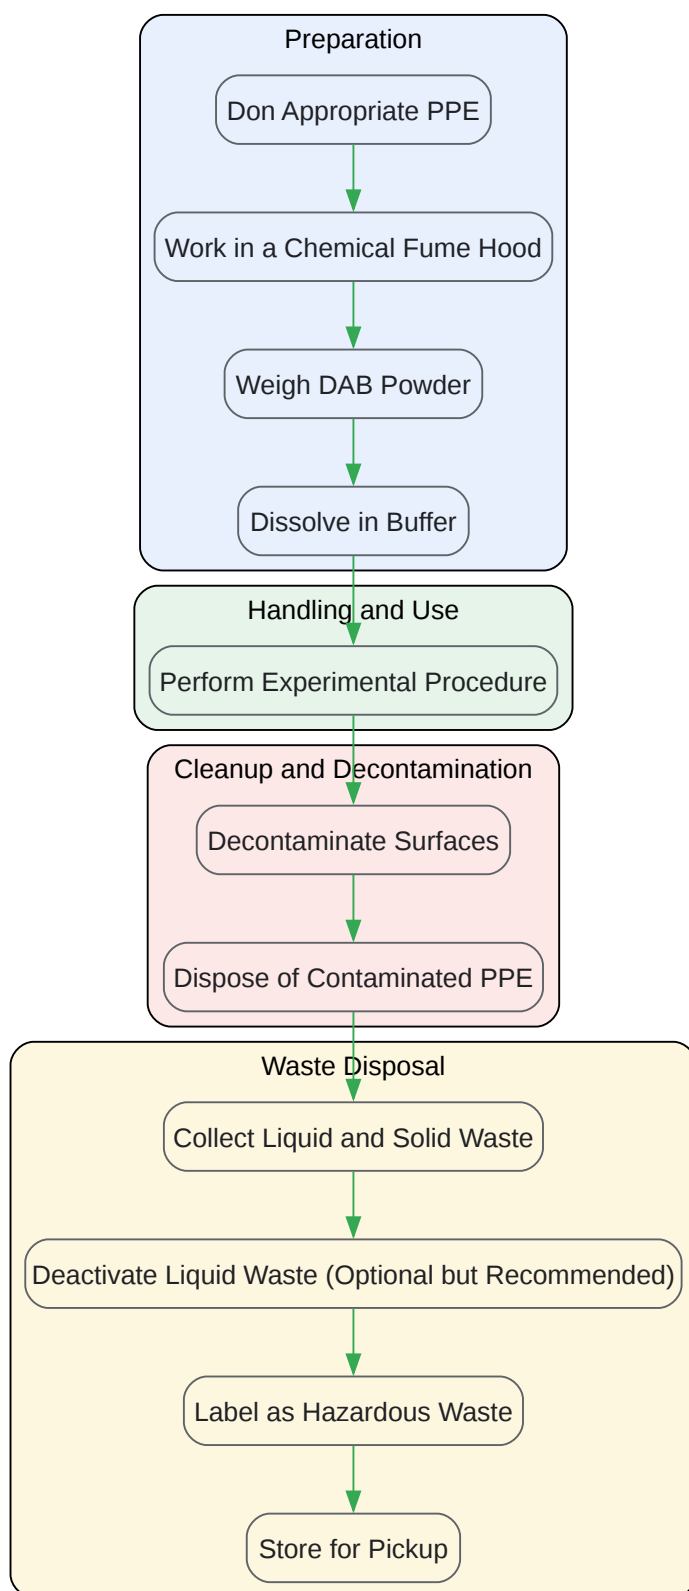 Preparation
Don Appropriate PPE
Work in a Chemical Fume Hood
Weigh DAB Powder
Dissolve in Buffer
Handling and Use
Perform Experimental Procedure
Cleanup and Decontamination
Decontaminate Surfaces
Dispose of Contaminated PPE
Waste Disposal
Collect Liquid and Solid Waste
Deactivate Liquid Waste (Optional but Recommended)
Label as Hazardous Waste
Store for Pickup